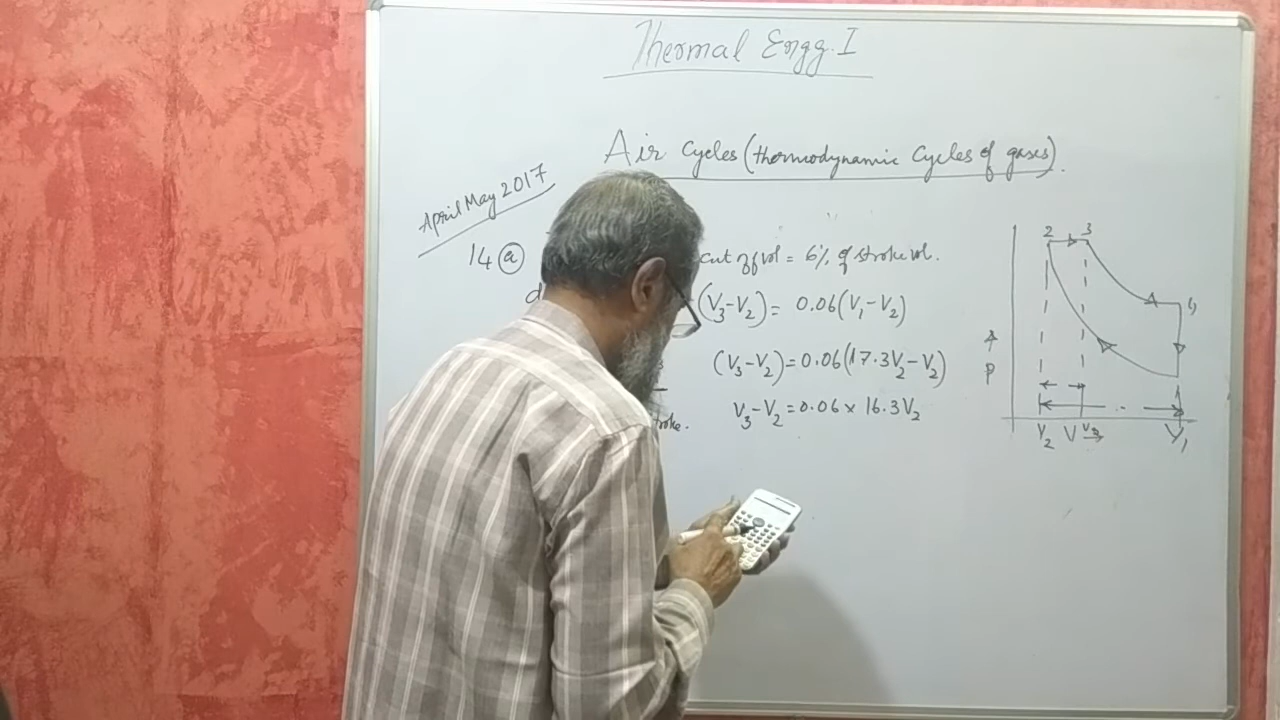 Thermal Engg. I
Air Cycles (thermodynamic Cycles of gases).
April May 2017
14 a
cut off vol = 6% of stroke vol.
(V3-V2) = 0.06(V1-V2)
(V3-V2) = 0.06(17.3V2-V2)
V3-V2 = 0.06 × 16.3V2
2 3
4
P
V2 V V3 V1